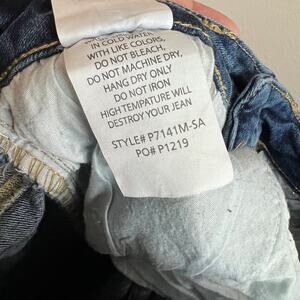 IN COLD WATER
WITH LIKE COLORS,
DO NOT BLEACH,
DO NOT MACHINE DRY,
HANG DRY ONLY
DO NOT IRON
HIGH TEMPATURE WILL
DESTROY YOUR JEAN
STYLE# P7141M-SA
PO# P1219